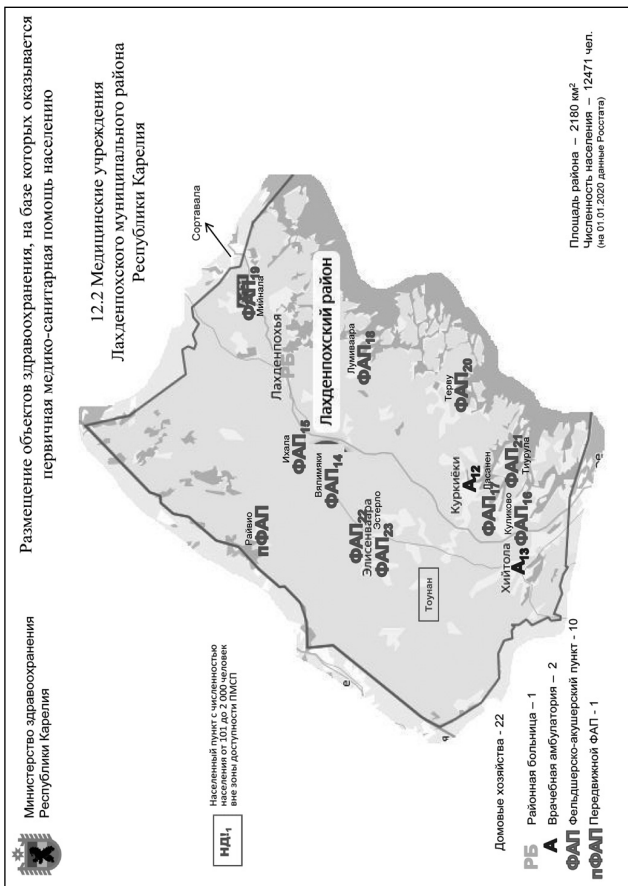 Министерство здравоохранения
Республики Карелия
Размещение объектов здравоохранения, на базе которых оказывается
первичная медико-санитарная помощь населению
12.2 Медицинские учреждения
Лахденпохского муниципального района
Республики Карелия
НД!₁
Населенный пункт с численностью
населения от 101 до 2 000 человек
вне зоны доступности ПМСП
Сортавала
ФАП₁₉
Мийнала
Лахденпохья
РБ
Лахденпохский район
Райвио
пФАП
Ихала
ФАП₁₅
Вялимяки
ФАП₁₄
Лумиваара
ФАП₁₈
ФАП₂₂
Элисенваара
Эстерло
ФАП₂₃
Терву
ФАП₂₀
Куркиёки
А₁₂
Ласанен
ФАП₁₇
ФАП₂₁
Тиурула
Тоунан
Хийтола
А₁₃
Куликово
ФАП₁₆
е
я
ре
Домовые хозяйства - 22
РБ Районная больница – 1
А Врачебная амбулатория – 2
ФАП Фельдшерско-акушерский пункт - 10
пФАП Передвижной ФАП - 1
Площадь района – 2180 км²
Численность населения – 12471 чел.
(на 01.01.2020 данные Росстата)